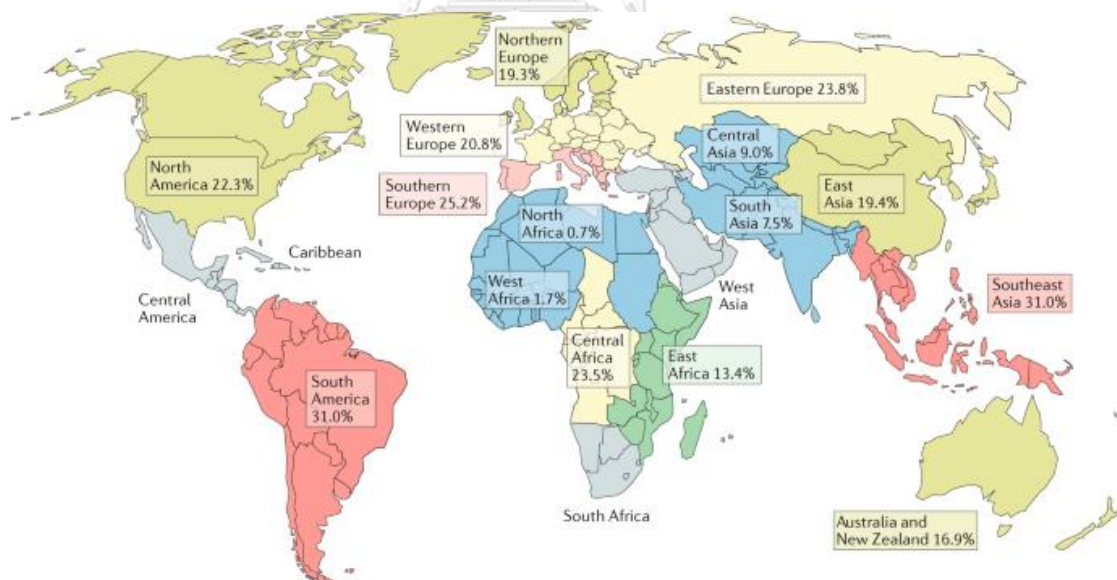 Northern
Europe
19.3%
Eastern Europe 23.8%
Western
Europe 20.8%
Central
Asia 9.0%
North
America 22.3%
Southern
Europe 25.2%
East
Asia 19.4%
South
Asia 7.5%
North
Africa 0.7%
Caribbean
West
Africa 1.7%
West
Asia
Southeast
Asia 31.0%
Central
America
Central
Africa
23.5%
East
Africa 13.4%
South
America
31.0%
South Africa
Australia and
New Zealand 16.9%